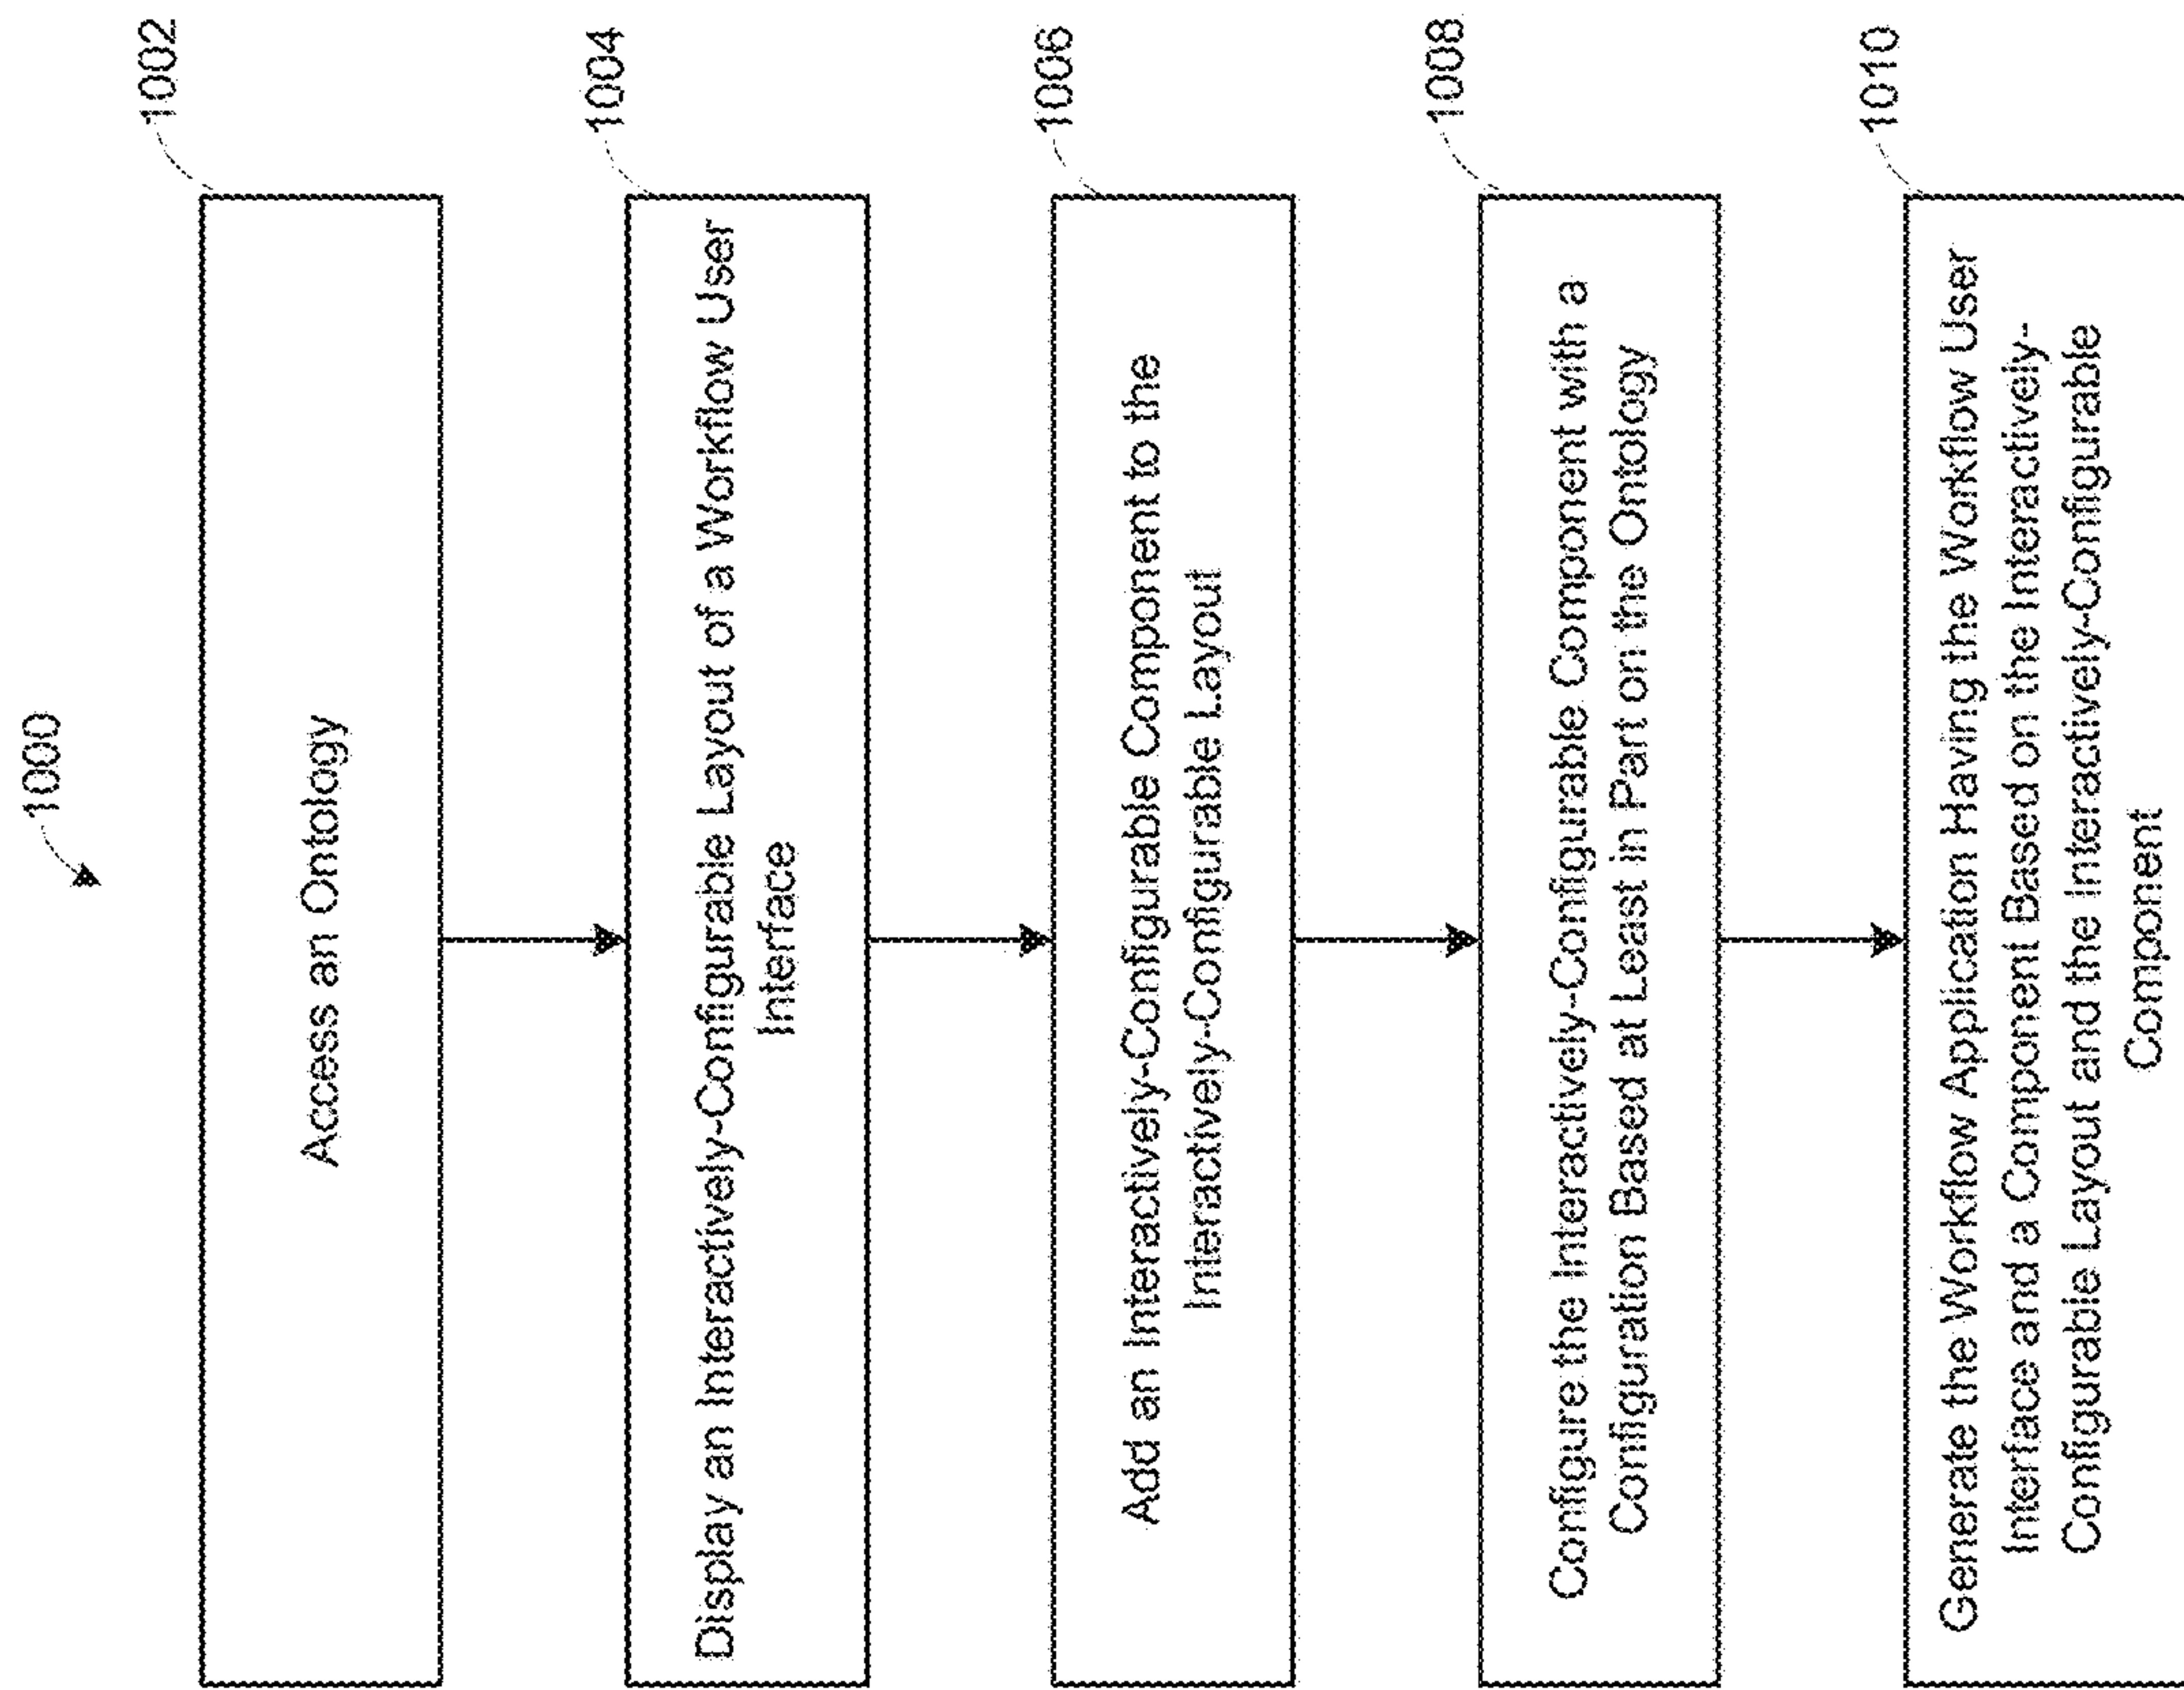 1000
1002
Access an Ontology
1004
Display an Interactively-Configurable Layout of a Workflow User
Interface
1006
Add an Interactively-Configurable Component to the
Interactively-Configurable Layout
1008
Configure the Interactively-Configurable Component with a
Configuration Based at Least in Part on the Ontology
1010
Generate the Workflow Application Having the Workflow User
Interface and a Component Based on the Interactively-
Configurable Layout and the Interactively-Configurable
Component